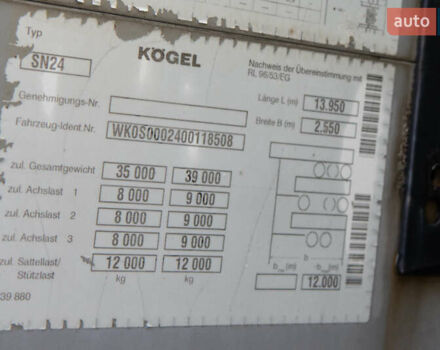 auto
Typ
SN24
KÖGEL
Nachweis der Übereinstimmung mit
RL 96/53/EG
Genehmigungs-Nr.
Länge L (m) 13.950
Fahrzeug-Ident.Nr. WK0S0002400118508
Breite B (m) 2.550
zul. Gesamtgewicht 35 000 39 000
zul. Achslast 1 8 000 9 000
zul. Achslast 2 8 000 9 000
zul. Achslast 3 8 000 9 000
zul. Sattellast/ 12 000 12 000
Stützlast kg kg
b
(m) (m)
12.000
39 880